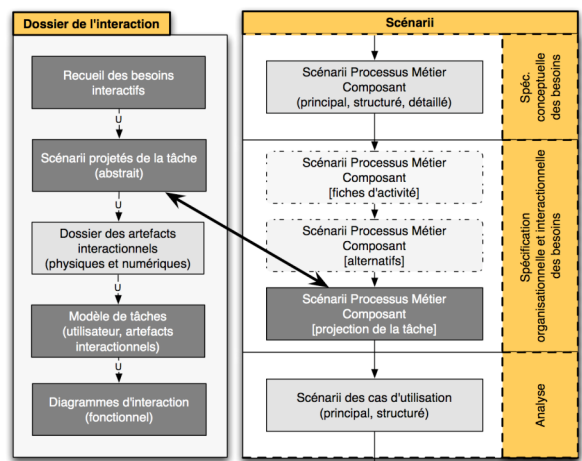 Dossier de l'interaction
Recueil des besoins
interactifs
U
Scénarii projetés de la tâche
(abstrait)
U
Dossier des artefacts
interactionnels
(physiques et numériques)
U
Modèle de tâches
(utilisateur, artefacts
interactionnels)
U
Diagrammes d'interaction
(fonctionnel)
Scénarii
Scénarii Processus Métier
Composant
(principal, structuré, détaillé)
Scénarii Processus Métier
Composant
[fiches d'activité]
Scénarii Processus Métier
Composant
[alternatifs]
Scénarii Processus Métier
Composant
[projection de la tâche]
Scénarii des cas d'utilisation
(principal, structuré)
Spéc.
conceptuelle
des besoins
Spécification
organisationnelle et interactionnelle
des besoins
Analyse